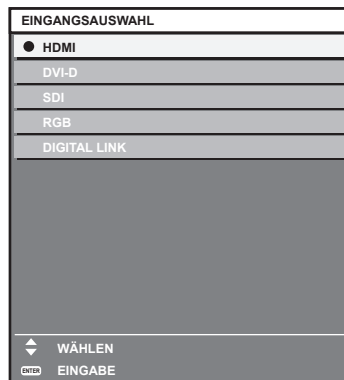 EINGANGSAUSWAHL
HDMI
DVI-D
SDI
RGB
DIGITAL LINK
WÄHLEN
ENTER EINGABE